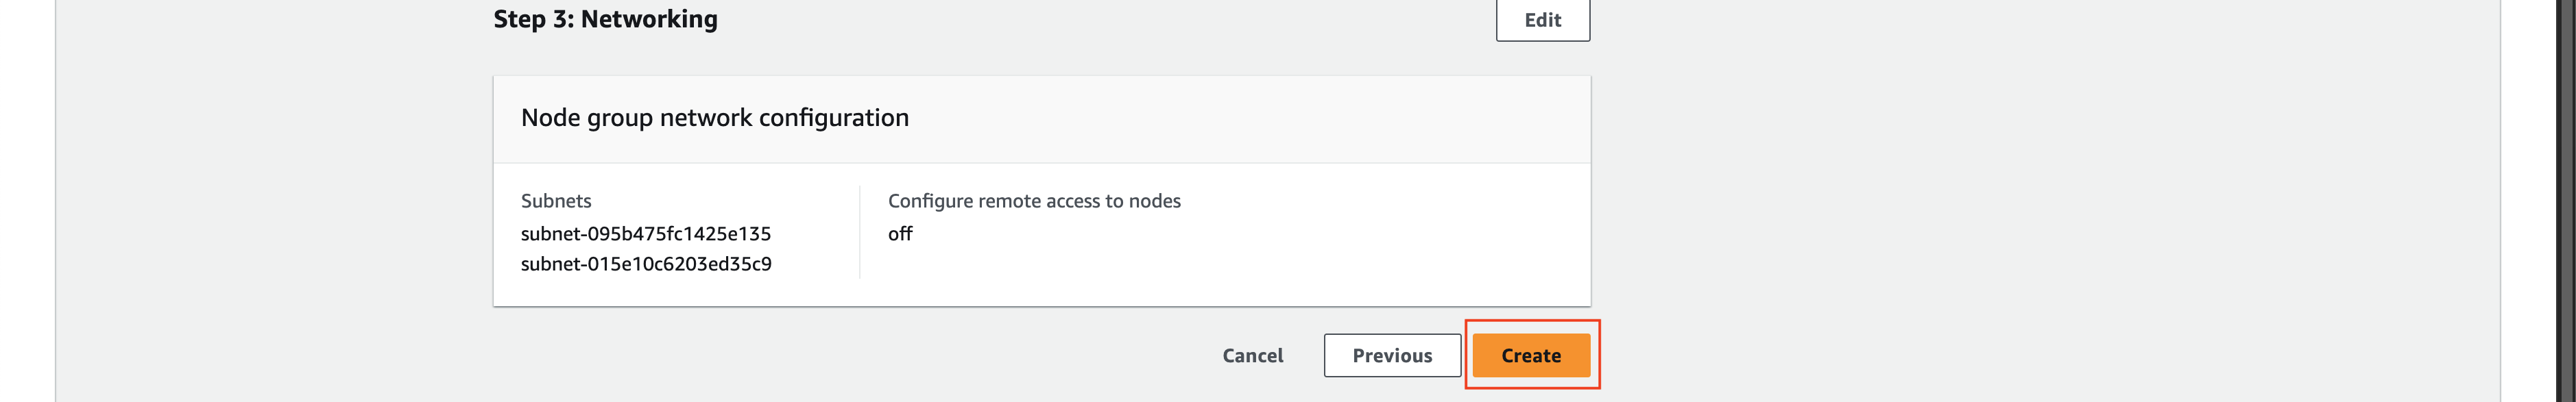 Step 3: Networking
Edit
Node group network configuration
Subnets
subnet-095b475fc1425e135
subnet-015e10c6203ed35c9
Configure remote access to nodes
off
Cancel
Previous
Create